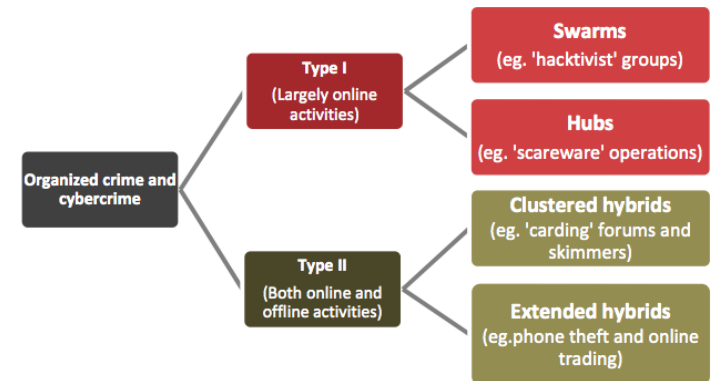 Swarms
(eg. 'hacktivist' groups)
Type I
(Largely online
activities)
Hubs
(eg. 'scareware' operations)
Organized crime and
cybercrime
Clustered hybrids
(eg. 'carding' forums and
skimmers)
Type II
(Both online and
offline activities)
Extended hybrids
(eg.phone theft and online
trading)